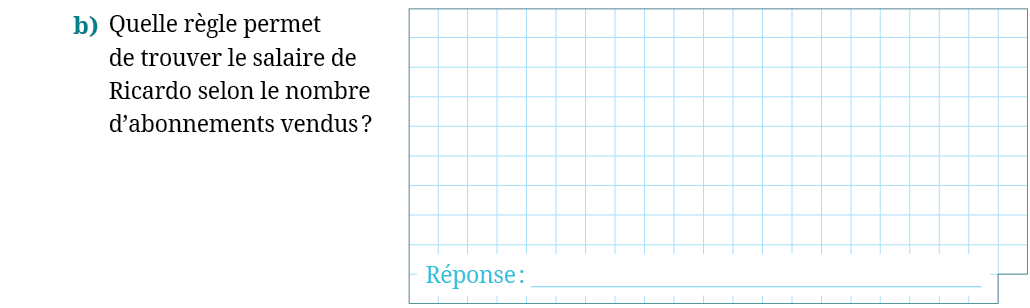 b) Quelle règle permet
de trouver le salaire de
Ricardo selon le nombre
d’abonnements vendus ?
Réponse :